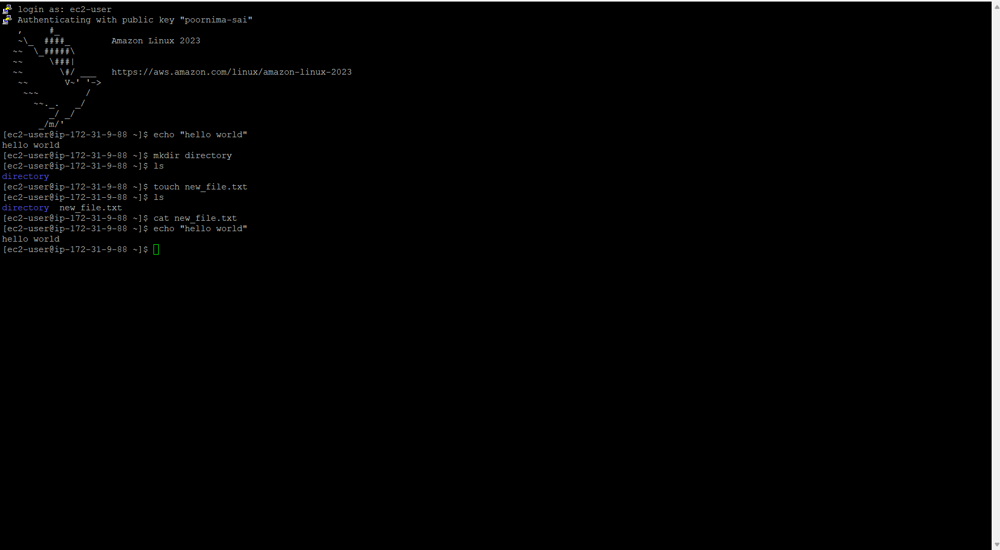 login as: ec2-user
Authenticating with public key "poornima-sai"
   ,     #_
   ~\_  ####_        Amazon Linux 2023
  ~~  \_#####\
  ~~     \###|
  ~~       \#/ ___   https://aws.amazon.com/linux/amazon-linux-2023
   ~~       V~' '->
    ~~~         /
      ~~._.   _/
         _/ _/
       _/m/'
[ec2-user@ip-172-31-9-88 ~]$ echo "hello world"
hello world
[ec2-user@ip-172-31-9-88 ~]$ mkdir directory
[ec2-user@ip-172-31-9-88 ~]$ ls
directory
[ec2-user@ip-172-31-9-88 ~]$ touch new_file.txt
[ec2-user@ip-172-31-9-88 ~]$ ls
directory  new_file.txt
[ec2-user@ip-172-31-9-88 ~]$ cat new_file.txt
[ec2-user@ip-172-31-9-88 ~]$ echo "hello world"
hello world
[ec2-user@ip-172-31-9-88 ~]$